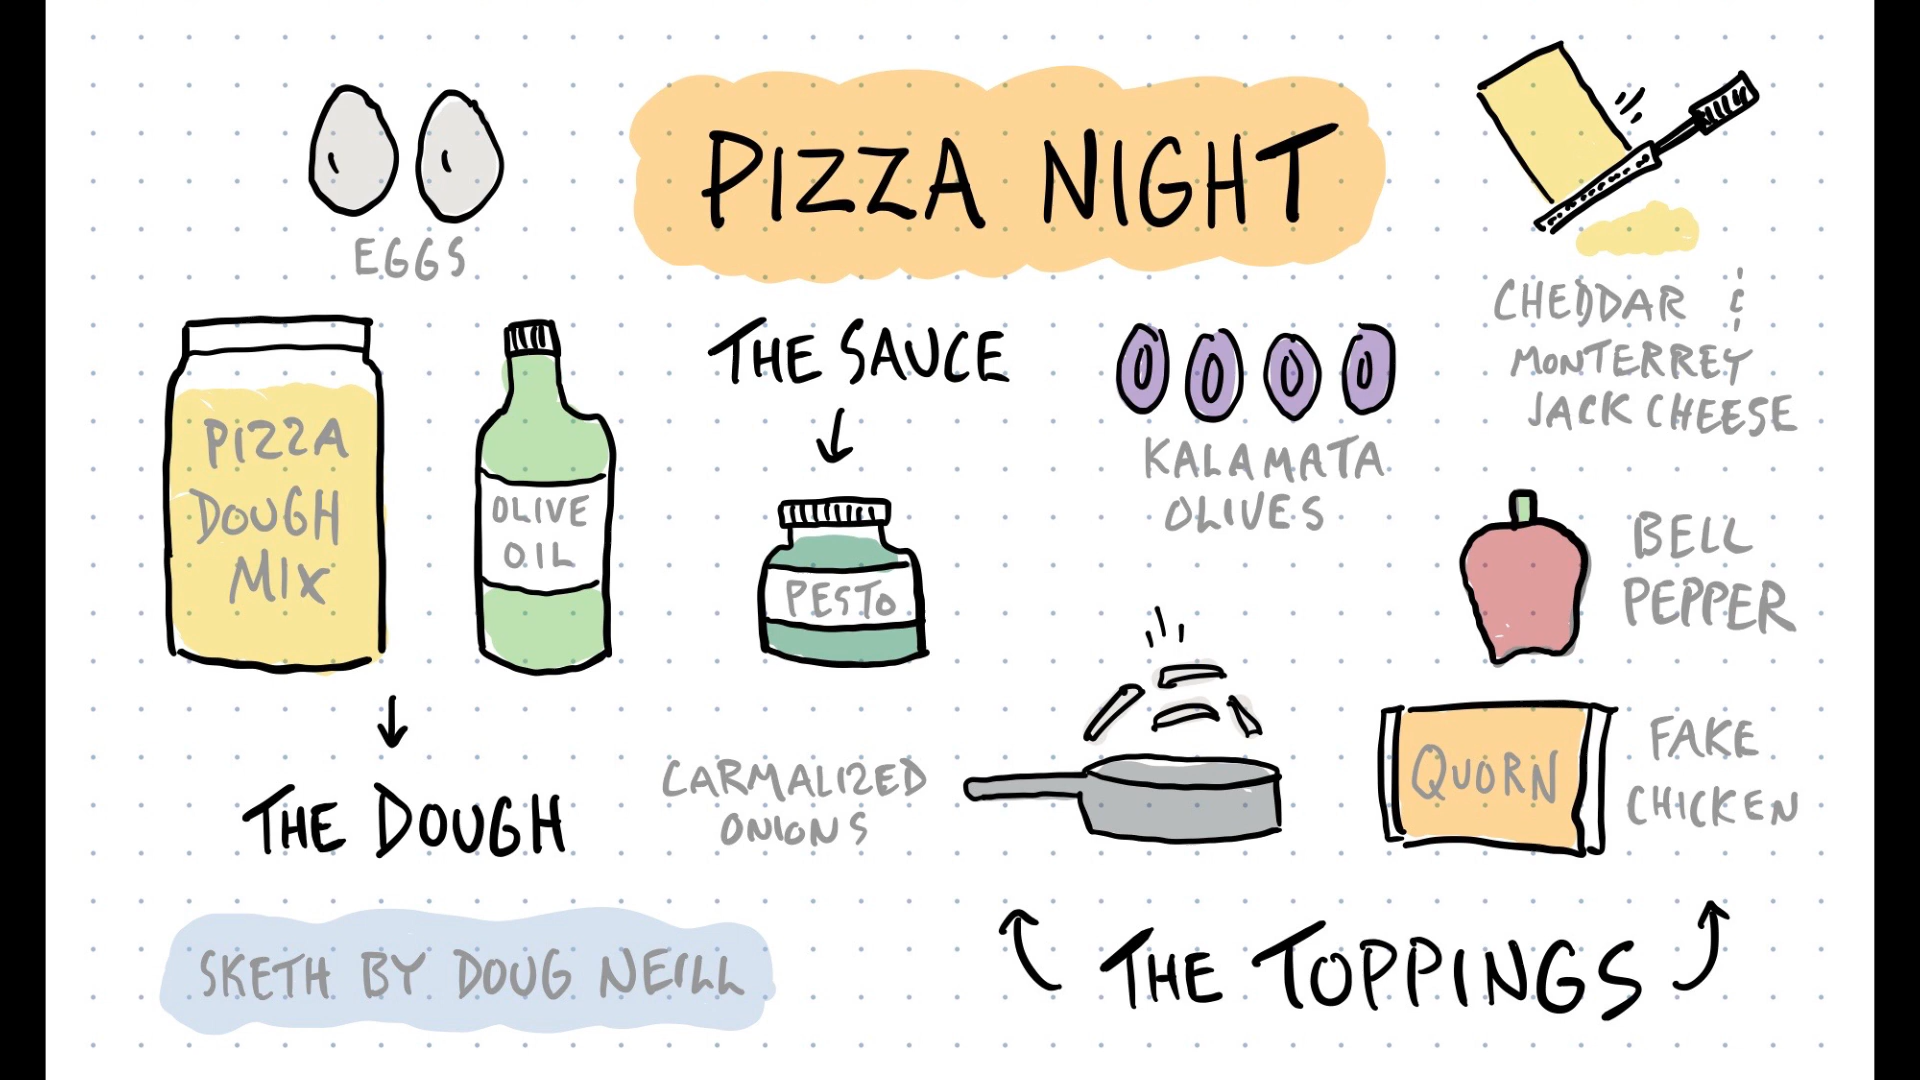 PIZZA NIGHT
EGGS
PIZZA
DOUGH
MIX
OLIVE
OIL
THE DOUGH
THE SAUCE
PESTO
KALAMATA
OLIVES
CHEDDAR &
MONTERREY
JACK CHEESE
BELL
PEPPER
CARMALIZED
ONIONS
QUORN
FAKE
CHICKEN
THE TOPPINGS
SKETH BY DOUG NEILL